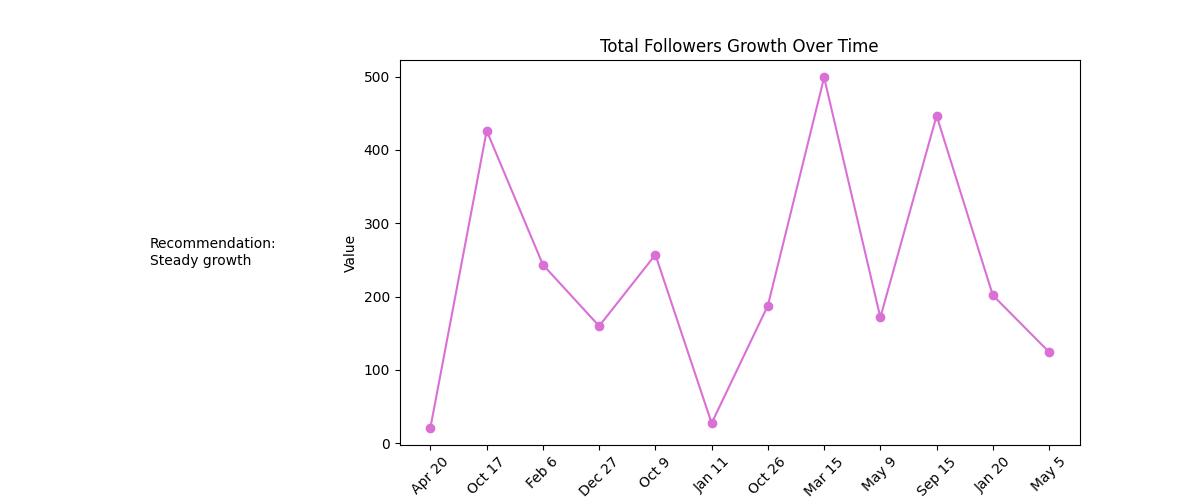 Total Followers Growth Over Time
Recommendation:
Steady growth
Value
500
400
300
200
100
0
Apr 20
Oct 17
Feb 6
Dec 27
Oct 9
Jan 11
Oct 26
Mar 15
May 9
Sep 15
Jan 20
May 5